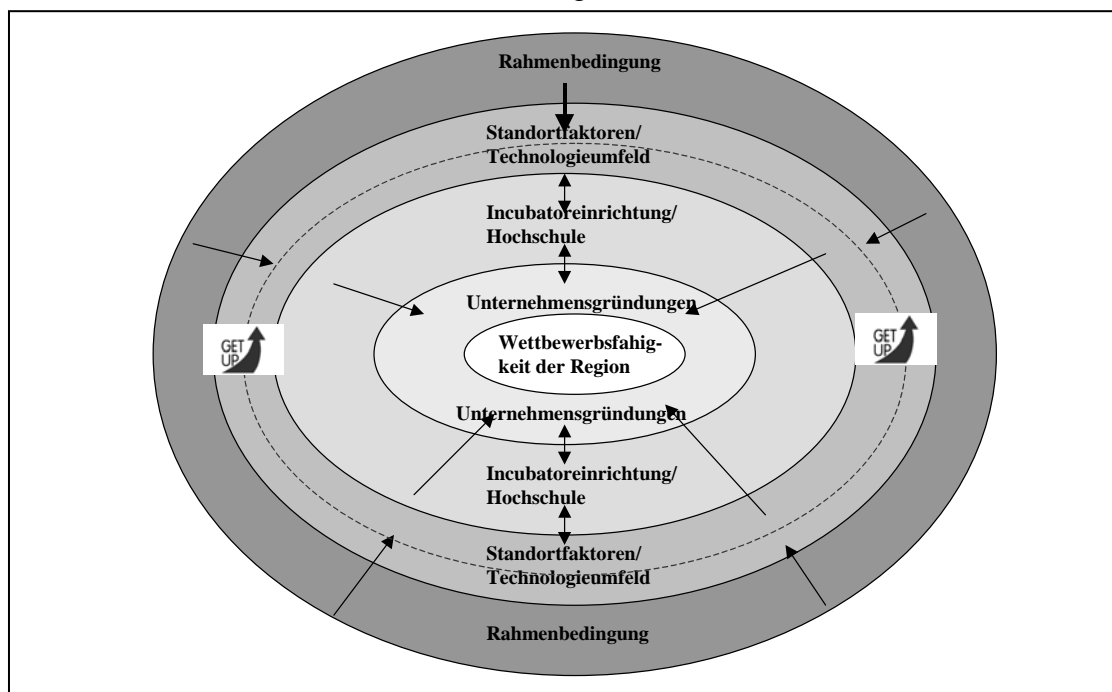 Rahmenbedingung
Standortfaktoren/
Technologieumfeld
Incubatoreinrichtung/
Hochschule
Unternehmensgründungen
Wettbewerbsfahig-
keit der Region
GET
UP
GET
UP
Unternehmensgründungen
Incubatoreinrichtung/
Hochschule
Standortfaktoren/
Technologieumfeld
Rahmenbedingung